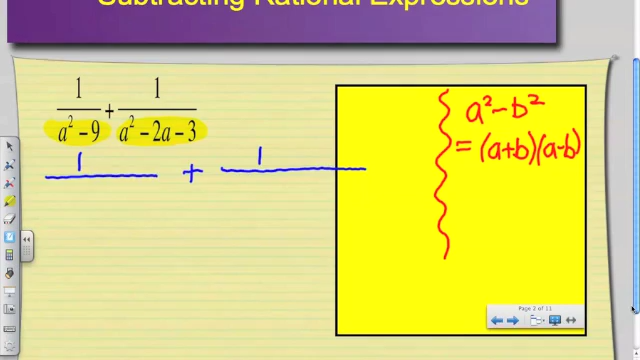 Subtracting Rational Expressions
1/(a² − 9) + 1/(a² − 2a − 3)
1/ + 1/
a² − b²
= (a+b)(a−b)
Page 2 of 11